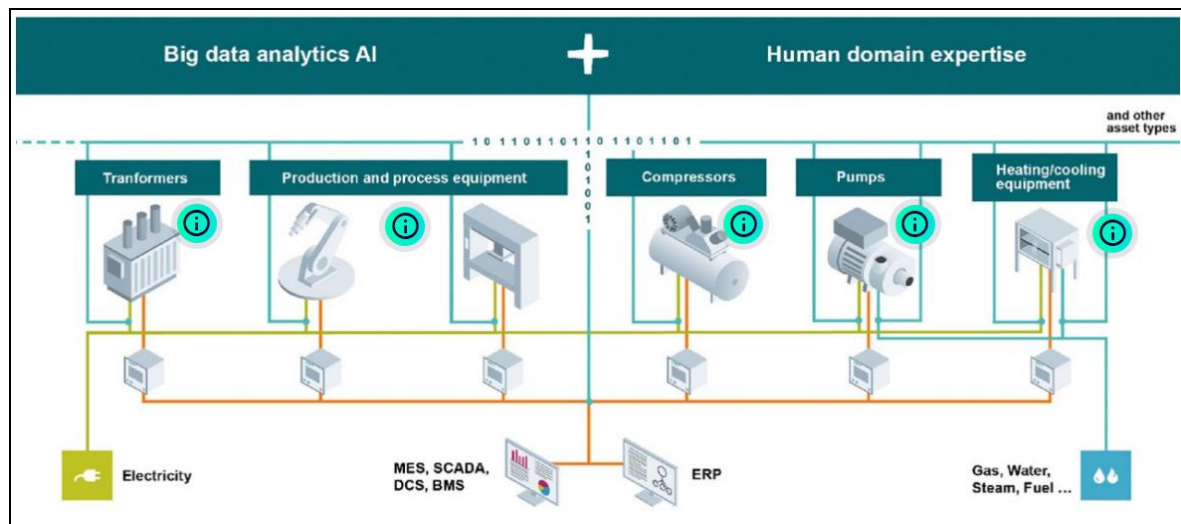 Big data analytics AI
Human domain expertise
and other
asset types
10 1101101110 1101101
1
0
1
0
0
1
Tranformers
Production and process equipment
Compressors
Pumps
Heating/cooling
equipment
Electricity
MES, SCADA,
DCS, BMS
ERP
Gas, Water,
Steam, Fuel ...